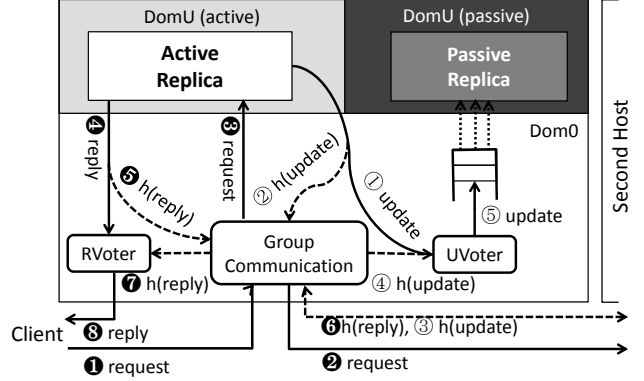 DomU (active)
DomU (passive)
Active
Replica
Passive
Replica
Dom0
❹ reply
❸ request
❺ h(reply)
② h(update)
① update
⑤ update
RVoter
Group
Communication
UVoter
❼ h(reply)
④ h(update)
Second Host
Client
❽ reply
❻h(reply), ③ h(update)
❶ request
❷ request